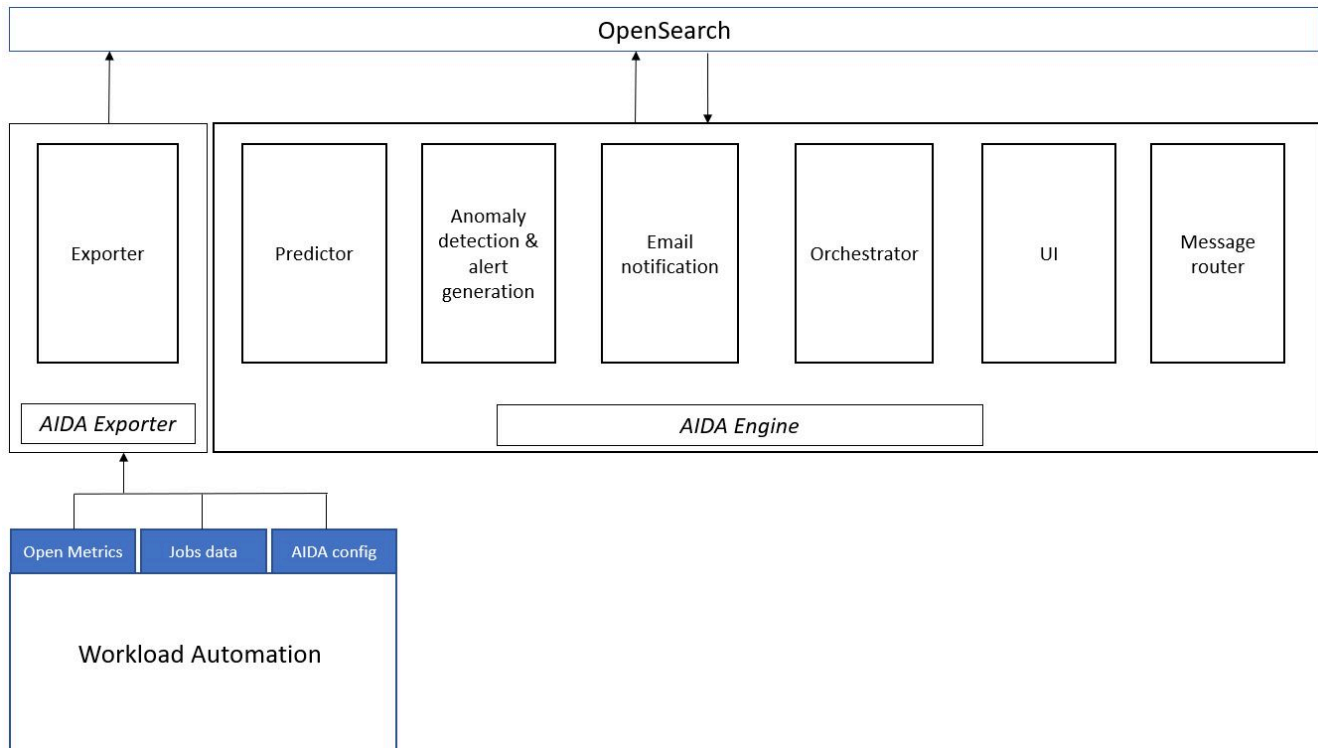 OpenSearch
Exporter
Predictor
Anomaly
detection &
alert
generation
Email
notification
Orchestrator
UI
Message
router
AIDA Exporter
AIDA Engine
Open Metrics
Jobs data
AIDA config
Workload Automation